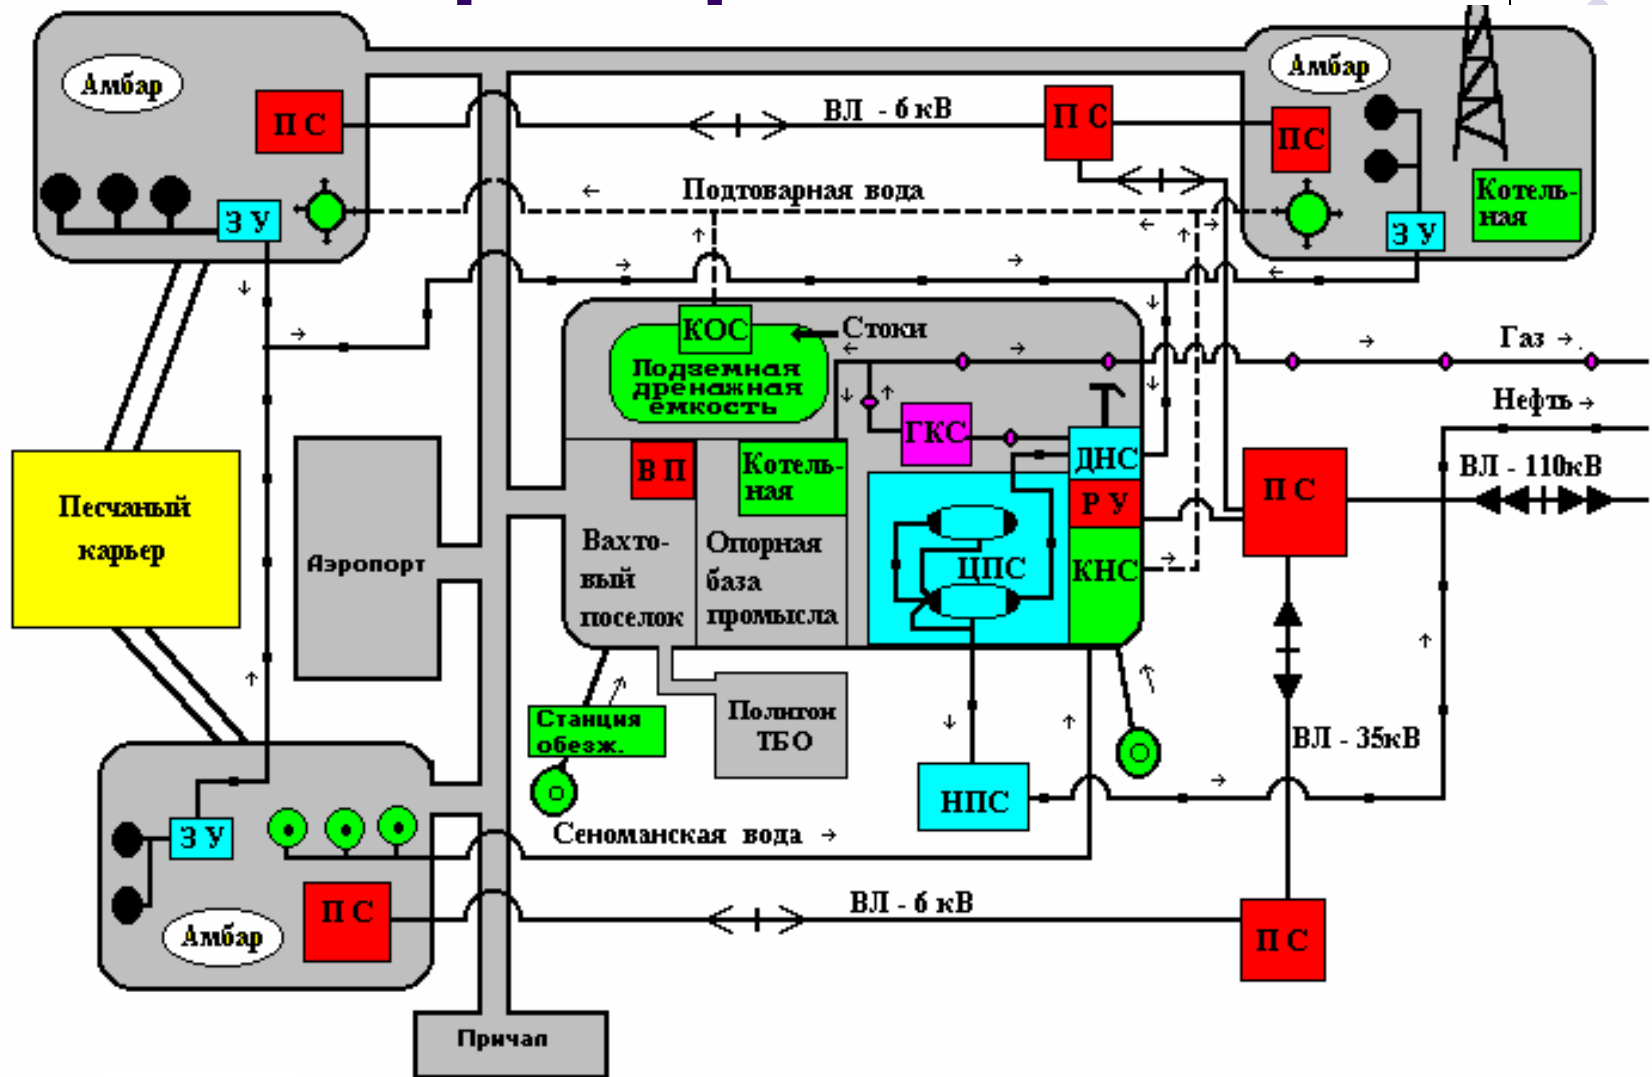 Амбар
Амбар
П С
ВЛ - 6 кВ
П С
ПС
Котель-
ная
Подтоварная вода
З У
З У
КОС
Стоки
Подземная
дренажная
емкость
Газ
Нефть
ГКС
ДНС
ВЛ - 110кВ
В П
Котель-
ная
П С
Р У
Песчаный
карьер
Аэропорт
Вахто-
вый
поселок
Опорная
база
промысла
ЦПС
КНС
Станция
обезж.
Полигон
ТБО
ВЛ - 35кВ
НПС
З У
Сеноманская вода
П С
ВЛ - 6 кВ
Амбар
П С
Причал